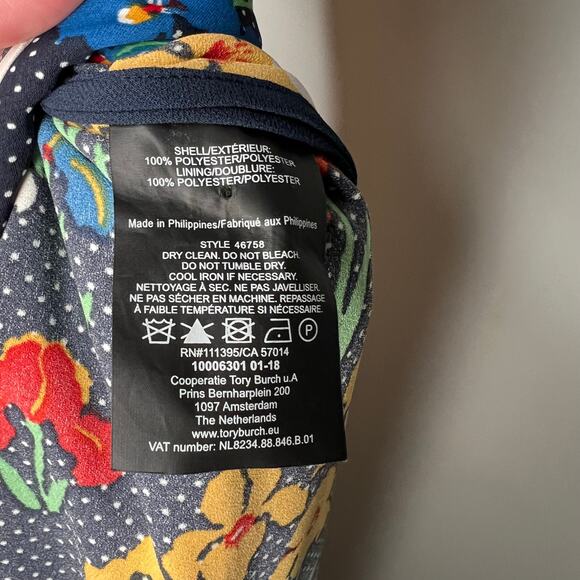 SHELL/EXTÉRIEUR:
100% POLYESTER/POLYESTER
LINING/DOUBLURE:
100% POLYESTER/POLYESTER
Made in Philippines/Fabriqué aux Philippines
STYLE 46758
DRY CLEAN. DO NOT BLEACH.
DO NOT TUMBLE DRY.
COOL IRON IF NECESSARY.
NETTOYAGE À SEC. NE PAS JAVELLISER.
NE PAS SÉCHER EN MACHINE. REPASSAGE
À FAIBLE TEMPÉRATURE SI NÉCESSAIRE.
P
RN#111395/CA 57014
10006301 01-18
Cooperatie Tory Burch u.A
Prins Bernharplein 200
1097 Amsterdam
The Netherlands
www.toryburch.com
VAT number: NL8234.88.846.B.01